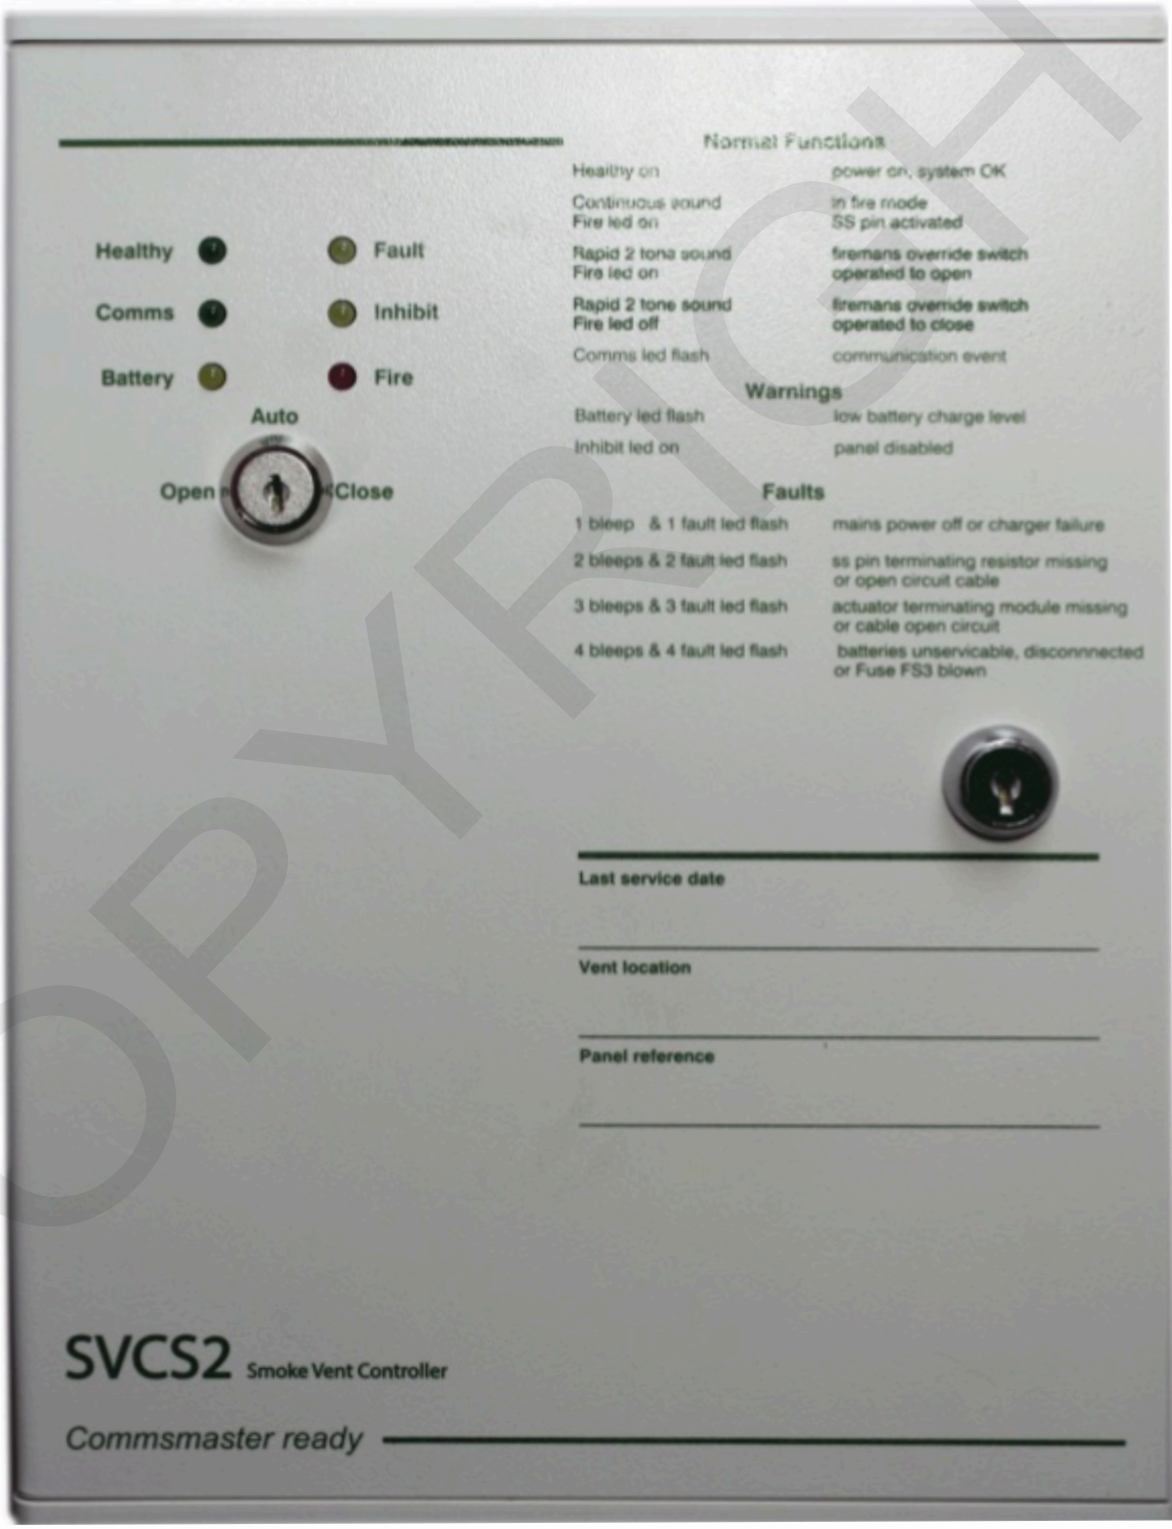 Normal Functions
Healthy on power on, system OK
Continuous sound in fire mode
Fire led on SS pin activated
Rapid 2 tone sound firemans override switch
Fire led on operated to open
Rapid 2 tone sound firemans override switch
Fire led off operated to close
Comms led flash communication event
Warnings
Battery led flash low battery charge level
Inhibit led on panel disabled
Faults
1 bleep & 1 fault led flash mains power off or charger failure
2 bleeps & 2 fault led flash ss pin terminating resistor missing
or open circuit cable
3 bleeps & 3 fault led flash actuator terminating module missing
or cable open circuit
4 bleeps & 4 fault led flash batteries unservicable, disconnnected
or Fuse FS3 blown
Healthy Fault
Comms Inhibit
Battery Fire
Auto
Open Close
Last service date
Vent location
Panel reference
SVCS2 Smoke Vent Controller
Commsmaster ready
OPYRIGH